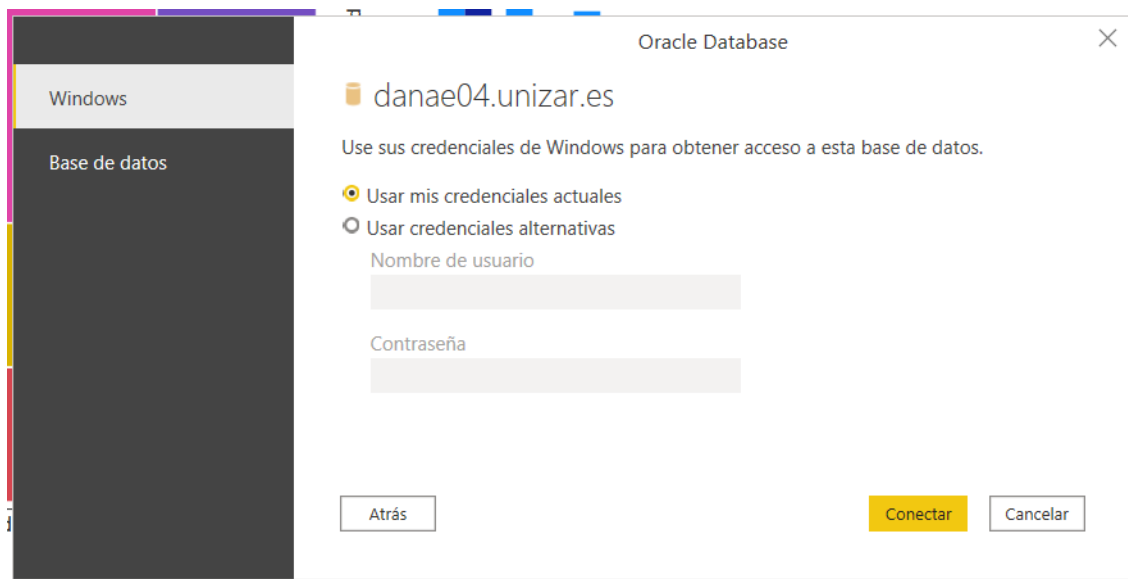 Oracle Database
Windows
Base de datos
danae04.unizar.es
Use sus credenciales de Windows para obtener acceso a esta base de datos.
Usar mis credenciales actuales
Usar credenciales alternativas
Nombre de usuario
Contraseña
Atrás
Conectar
Cancelar